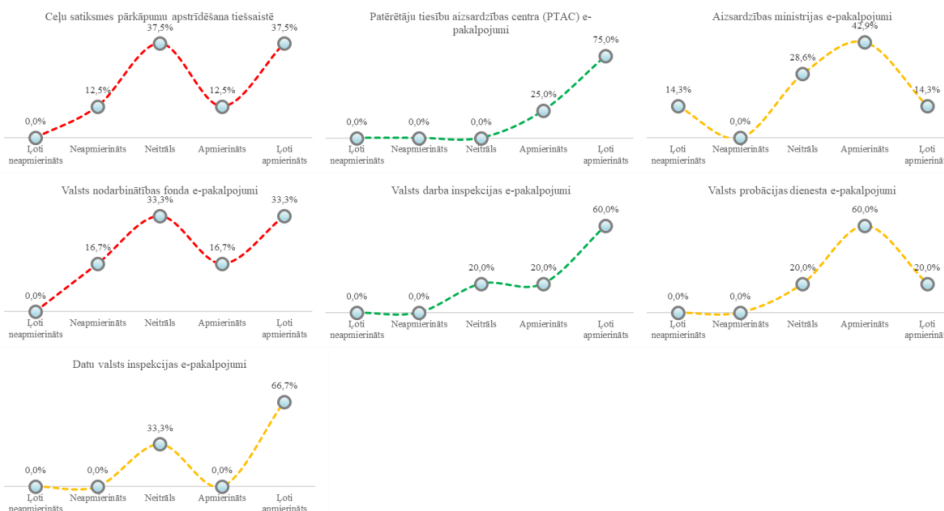 Ceļu satiksmes pārkāpumu apstrīdēšana tiešsaistē
37,5%
37,5%
12,5%
12,5%
0,0%
Ļoti
neapmierināts
Neapmierināts
Neitrāls
Apmierināts
Ļoti
apmierināts
Patērētāju tiesību aizsardzības centra (PTAC) e-
pakalpojumi
75,0%
25,0%
0,0%
0,0%
0,0%
Ļoti
neapmierināts
Neapmierināts
Neitrāls
Apmierināts
Ļoti
apmierināts
Aizsardzības ministrijas e-pakalpojumi
42,9%
28,6%
14,3%
14,3%
0,0%
Ļoti
neapmierināts
Neapmierināts
Neitrāls
Apmierināts
Ļoti
apmierināts
Valsts nodarbinātības fonda e-pakalpojumi
33,3%
33,3%
16,7%
16,7%
0,0%
Ļoti
neapmierināts
Neapmierināts
Neitrāls
Apmierināts
Ļoti
apmierināts
Valsts darba inspekcijas e-pakalpojumi
60,0%
20,0%
20,0%
0,0%
0,0%
Ļoti
neapmierināts
Neapmierināts
Neitrāls
Apmierināts
Ļoti
apmierināts
Valsts probācijas dienesta e-pakalpojumi
60,0%
20,0%
20,0%
0,0%
0,0%
Ļoti
neapmierināts
Neapmierināts
Neitrāls
Apmierināts
Ļoti
apmierināts
Datu valsts inspekcijas e-pakalpojumi
66,7%
33,3%
0,0%
0,0%
0,0%
Ļoti
neapmierināts
Neapmierināts
Neitrāls
Apmierināts
Ļoti
apmierināts